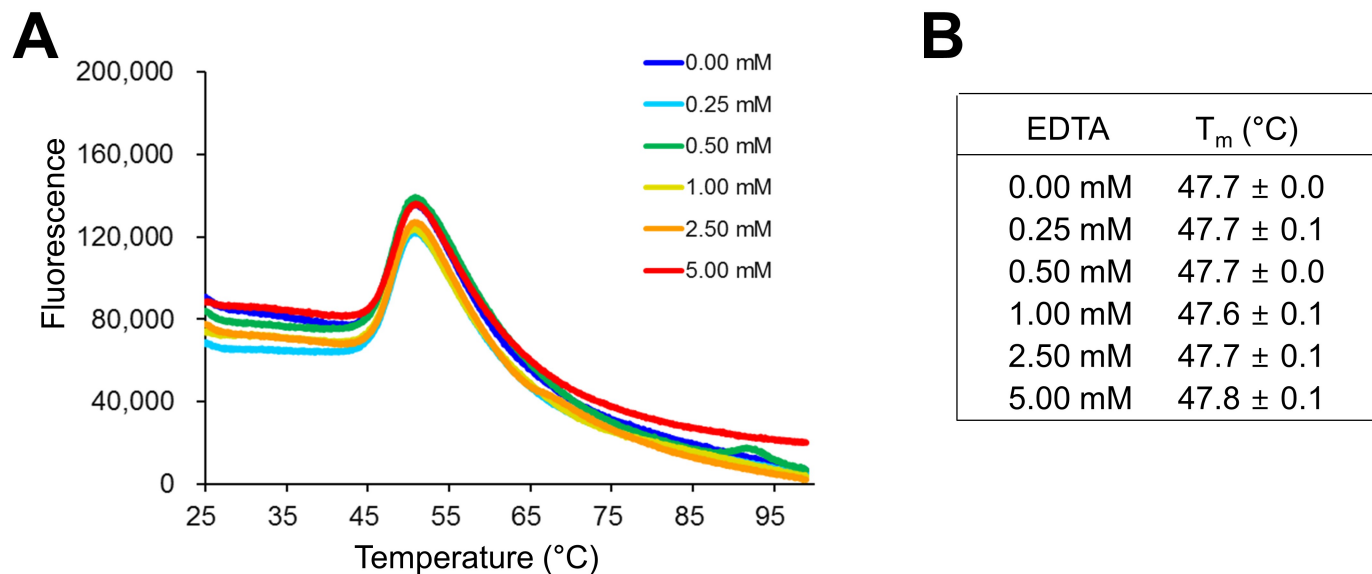 A
200,000
160,000
120,000
80,000
40,000
0
Fluorescence
25 35 45 55 65 75 85 95
Temperature (°C)
0.00 mM
0.25 mM
0.50 mM
1.00 mM
2.50 mM
5.00 mM
B
EDTA Tm (°C)
0.00 mM 47.7 ± 0.0
0.25 mM 47.7 ± 0.1
0.50 mM 47.7 ± 0.0
1.00 mM 47.6 ± 0.1
2.50 mM 47.7 ± 0.1
5.00 mM 47.8 ± 0.1